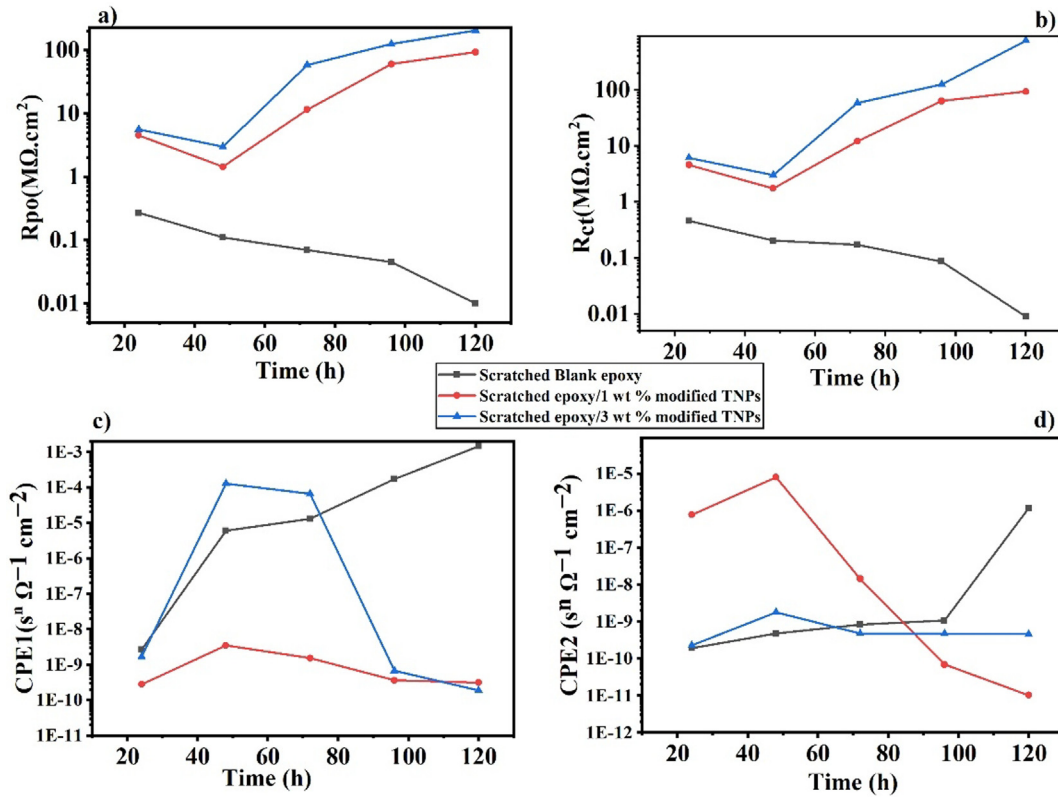 a)
100
10
1
0.1
0.01
Rpo(MΩ.cm²)
20 40 60 80 100 120
Time (h)
b)
100
10
1
0.1
0.01
Rct(MΩ.cm²)
20 40 60 80 100 120
Time (h)
Scratched Blank epoxy
Scratched epoxy/1 wt % modified TNPs
Scratched epoxy/3 wt % modified TNPs
c)
1E-3
1E-4
1E-5
1E-6
1E-7
1E-8
1E-9
1E-10
1E-11
CPE1(sⁿ Ω⁻¹ cm⁻²)
20 40 60 80 100 120
Time (h)
d)
1E-5
1E-6
1E-7
1E-8
1E-9
1E-10
1E-11
1E-12
CPE2 (sⁿ Ω⁻¹ cm⁻²)
20 40 60 80 100 120
Time (h)